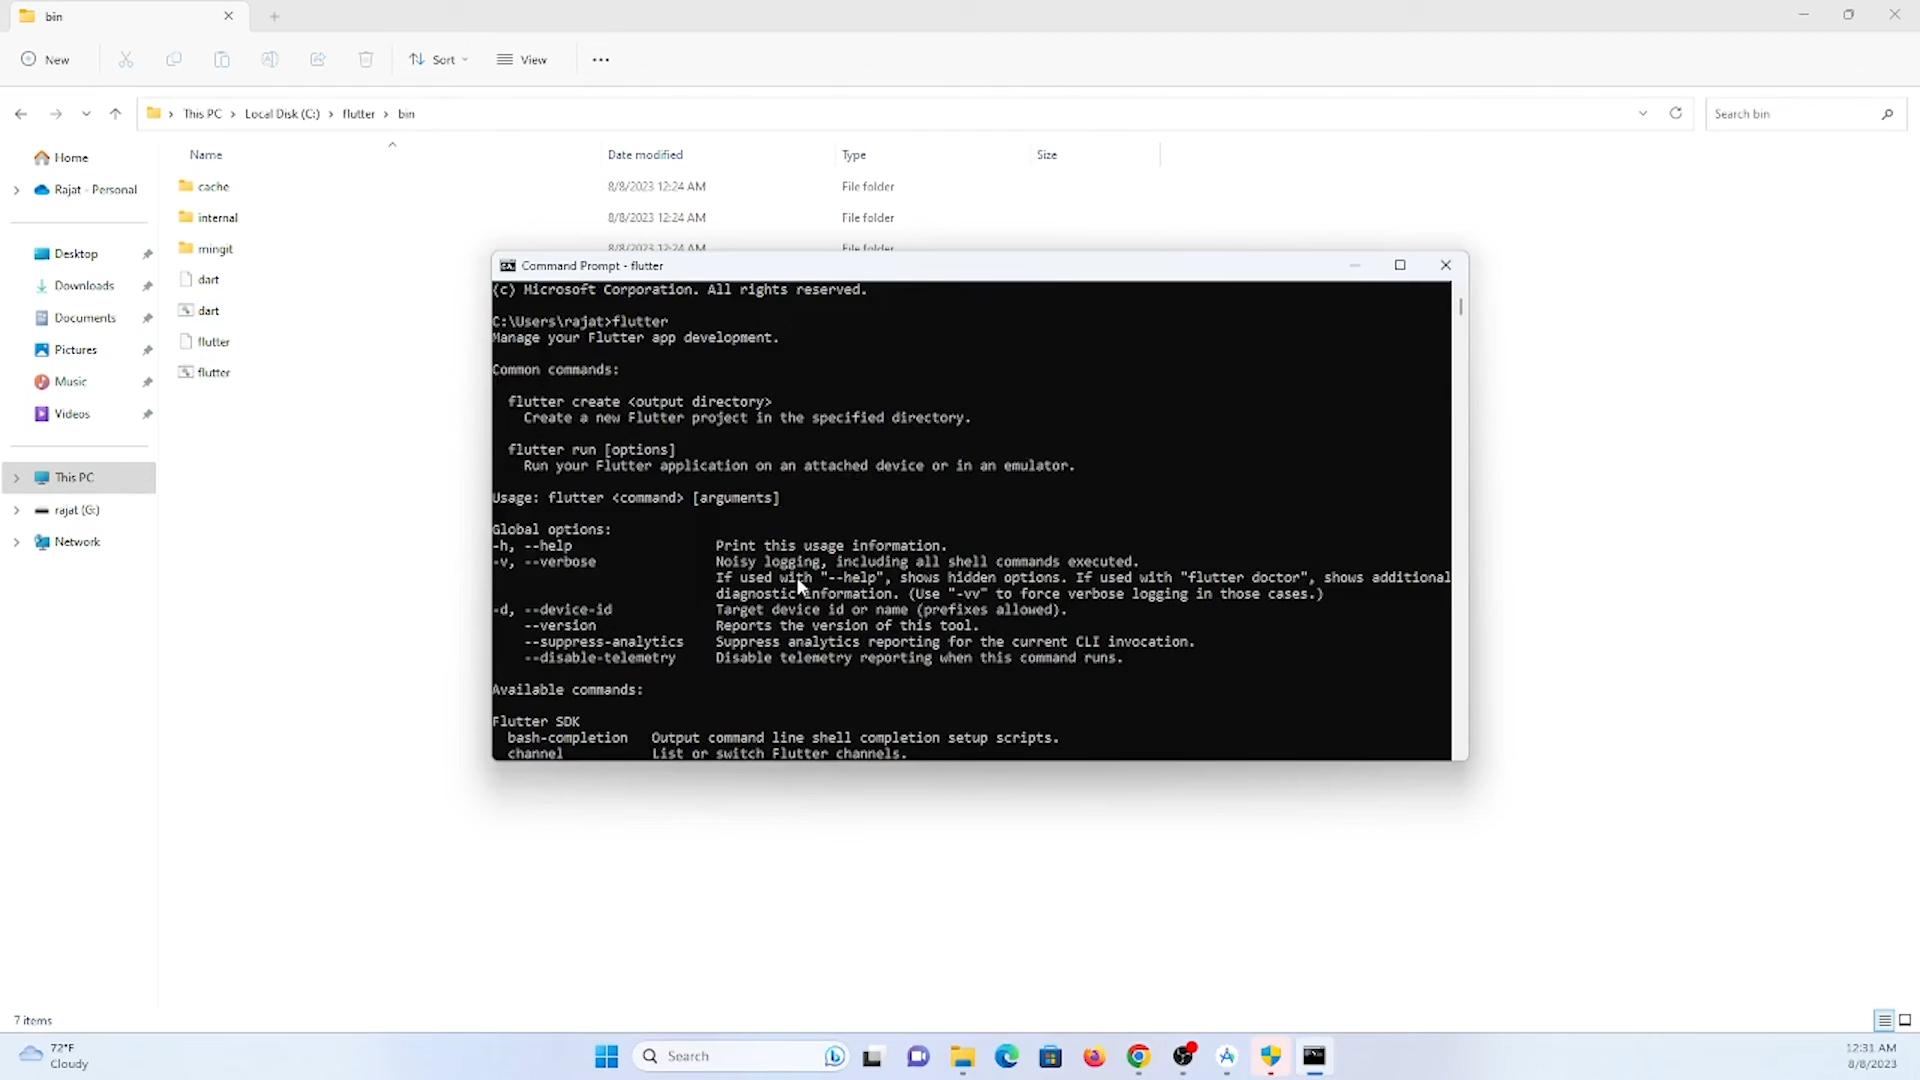 bin
New
Sort
View
This PC
Local Disk (C:)
flutter
bin
Search bin
Name
Date modified
Type
Size
Home
Rajat - Personal
Desktop
Downloads
Documents
Pictures
Music
Videos
This PC
rajat (G:)
Network
cache 8/8/2023 12:24 AM File folder
internal 8/8/2023 12:24 AM File folder
mingit 8/8/2023 12:24 AM File folder
dart
dart
flutter
flutter
Command Prompt - flutter
(c) Microsoft Corporation. All rights reserved.
C:\Users\rajat>flutter
Manage your Flutter app development.
Common commands:
flutter create <output directory>
Create a new Flutter project in the specified directory.
flutter run [options]
Run your Flutter application on an attached device or in an emulator.
Usage: flutter <command> [arguments]
Global options:
-h, --help Print this usage information.
-v, --verbose Noisy logging, including all shell commands executed.
If used with "--help", shows hidden options. If used with "flutter doctor", shows additional
diagnostic information. (Use "-vv" to force verbose logging in those cases.)
-d, --device-id Target device id or name (prefixes allowed).
--version Reports the version of this tool.
--suppress-analytics Suppress analytics reporting for the current CLI invocation.
--disable-telemetry Disable telemetry reporting when this command runs.
Available commands:
Flutter SDK
bash-completion Output command line shell completion setup scripts.
channel List or switch Flutter channels.
7 items
72°F
Cloudy
Search
12:31 AM
8/8/2023